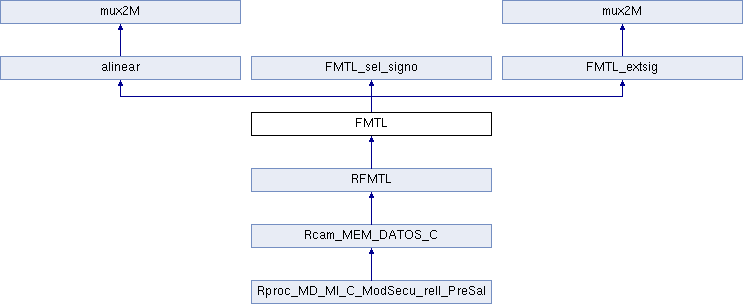 mux2M
mux2M
alinear
FMTL_sel_signo
FMTL_extsig
FMTL
RFMTL
Rcam_MEM_DATOS_C
Rproc_MD_MI_C_ModSecu_rell_PreSal